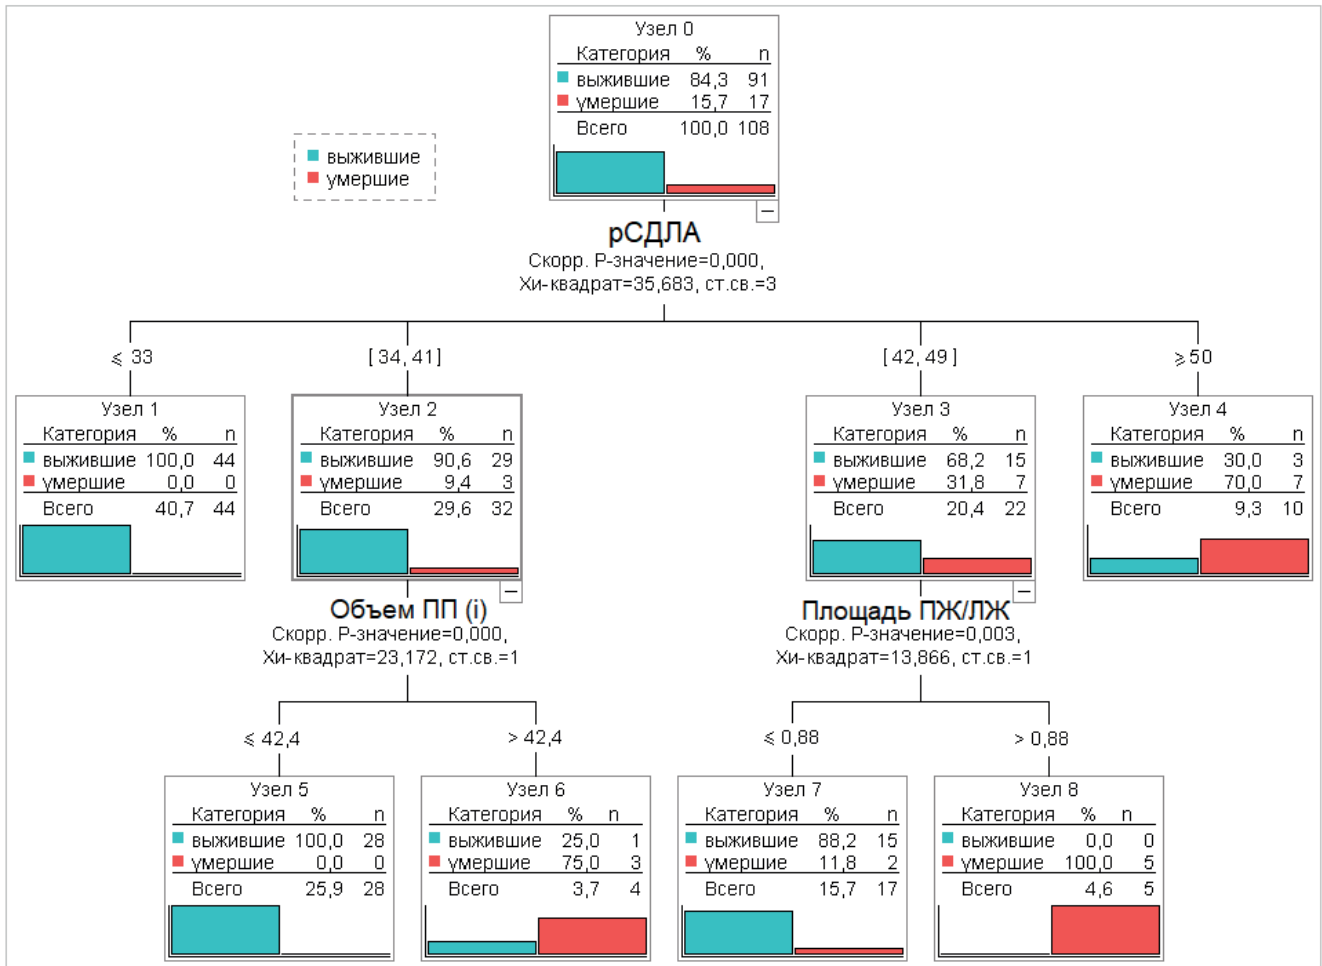 Узел 0
Категория % n
выжившие 84,3 91
умершие 15,7 17
Всего 100,0 108
выжившие
умершие
рСДЛА
Скорр. Р-значение=0,000,
Хи-квадрат=35,683, ст.св.=3
⩽ 33
[34, 41]
[42, 49]
⩾ 50
Узел 1
Категория % n
выжившие 100,0 44
умершие 0,0 0
Всего 40,7 44
Узел 2
Категория % n
выжившие 90,6 29
умершие 9,4 3
Всего 29,6 32
Узел 3
Категория % n
выжившие 68,2 15
умершие 31,8 7
Всего 20,4 22
Узел 4
Категория % n
выжившие 30,0 3
умершие 70,0 7
Всего 9,3 10
Объем ПП (i)
Скорр. Р-значение=0,000,
Хи-квадрат=23,172, ст.св.=1
Площадь ПЖ/ЛЖ
Скорр. Р-значение=0,003,
Хи-квадрат=13,866, ст.св.=1
⩽ 42,4
> 42,4
⩽ 0,88
> 0,88
Узел 5
Категория % n
выжившие 100,0 28
умершие 0,0 0
Всего 25,9 28
Узел 6
Категория % n
выжившие 25,0 1
умершие 75,0 3
Всего 3,7 4
Узел 7
Категория % n
выжившие 88,2 15
умершие 11,8 2
Всего 15,7 17
Узел 8
Категория % n
выжившие 0,0 0
умершие 100,0 5
Всего 4,6 5